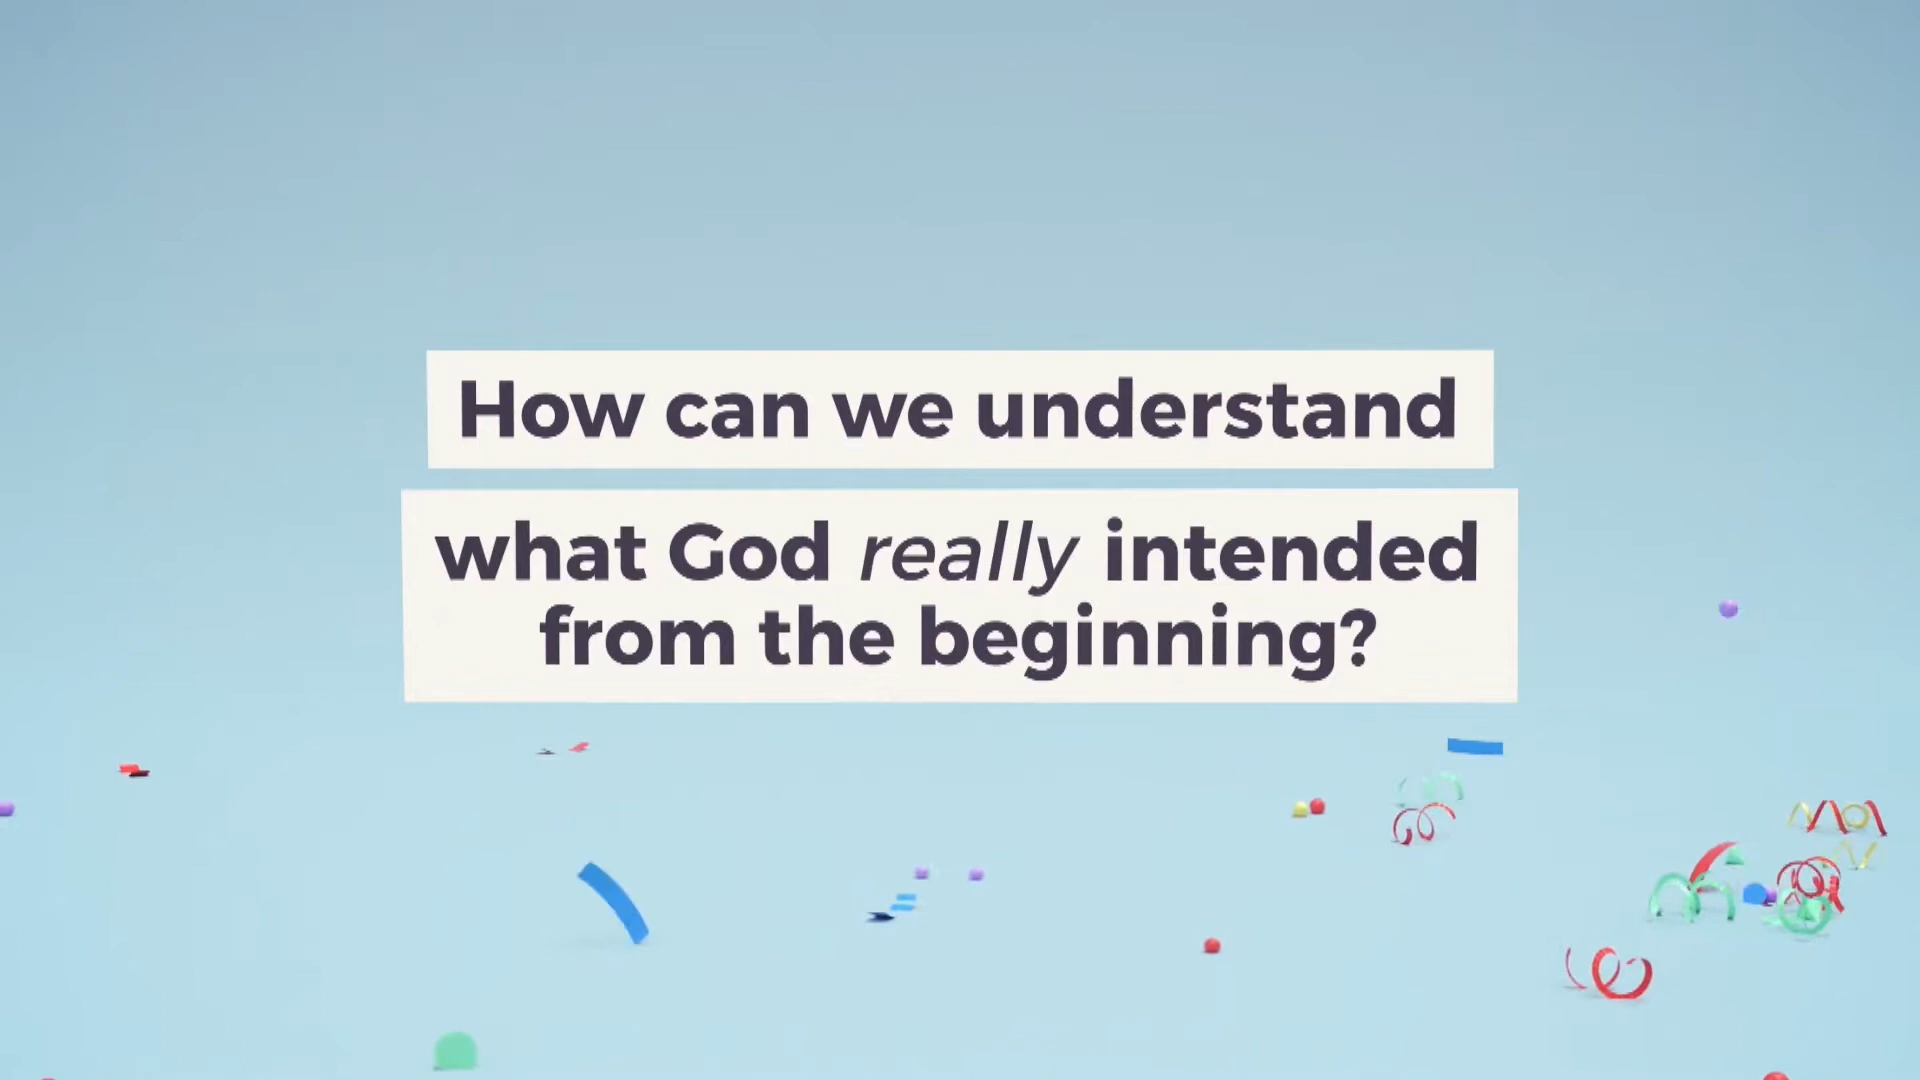 How can we understand
what God really intended
from the beginning?